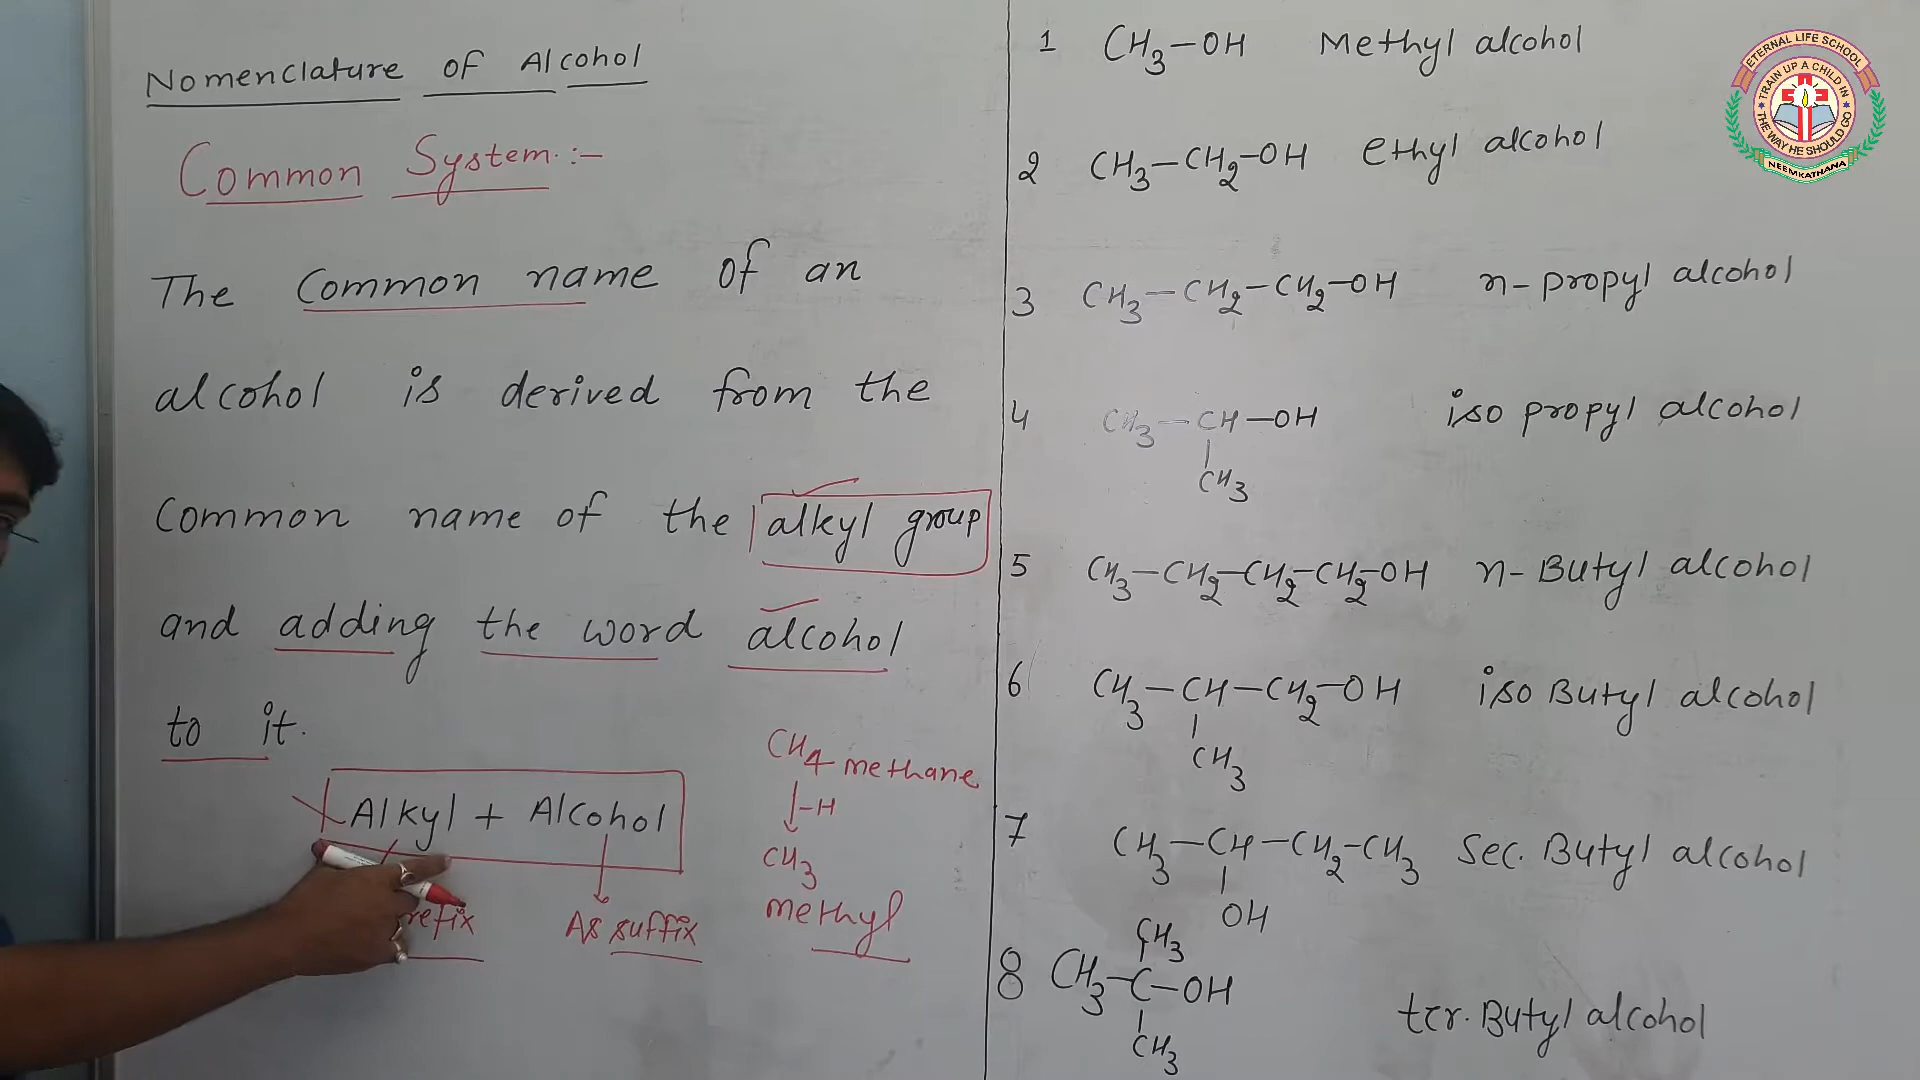 Nomenclature of Alcohol
Common System :-
The Common name of an
alcohol is derived from the
Common name of the alkyl group
and adding the word alcohol
to it.
Alkyl + Alcohol
As suffix
CH4 methane
-H
CH3
methyl
1 CH3-OH Methyl alcohol
2 CH3-CH2-OH Ethyl alcohol
3 CH3-CH2-CH2-OH n-propyl alcohol
4 CH3-CH-OH iso propyl alcohol
CH3
5 CH3-CH2-CH2-CH2-OH n-Butyl alcohol
6 CH3-CH-CH2-OH iso Butyl alcohol
CH3
7 CH3-CH-CH2-CH3 Sec. Butyl alcohol
OH
CH3
8 CH3-C-OH ter. Butyl alcohol
CH3
ETERNAL LIFE SCHOOL
TRAIN UP A CHILD IN
THE WAY HE SHOULD GO
NEEMKATHANA